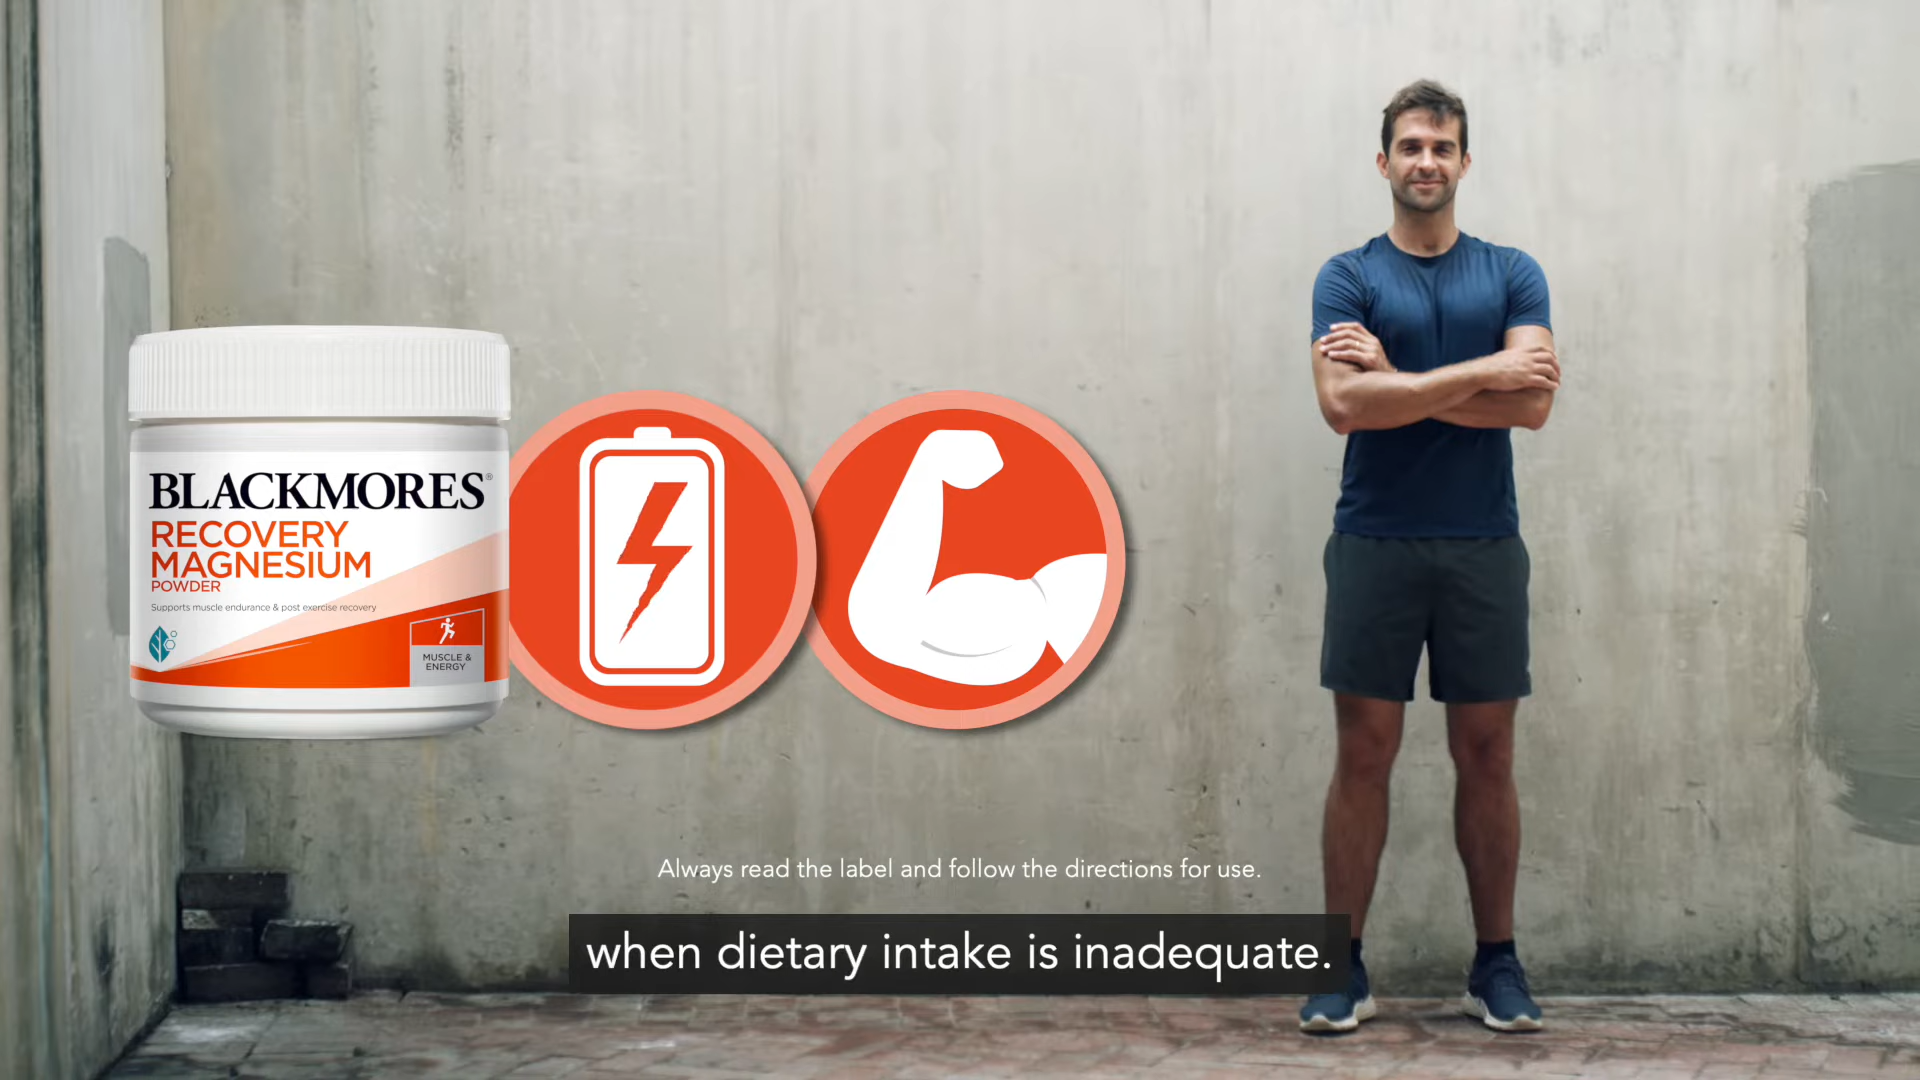 BLACKMORES®
RECOVERY
MAGNESIUM
POWDER
Supports muscle endurance & post exercise recovery
MUSCLE &
ENERGY
Always read the label and follow the directions for use.
when dietary intake is inadequate.